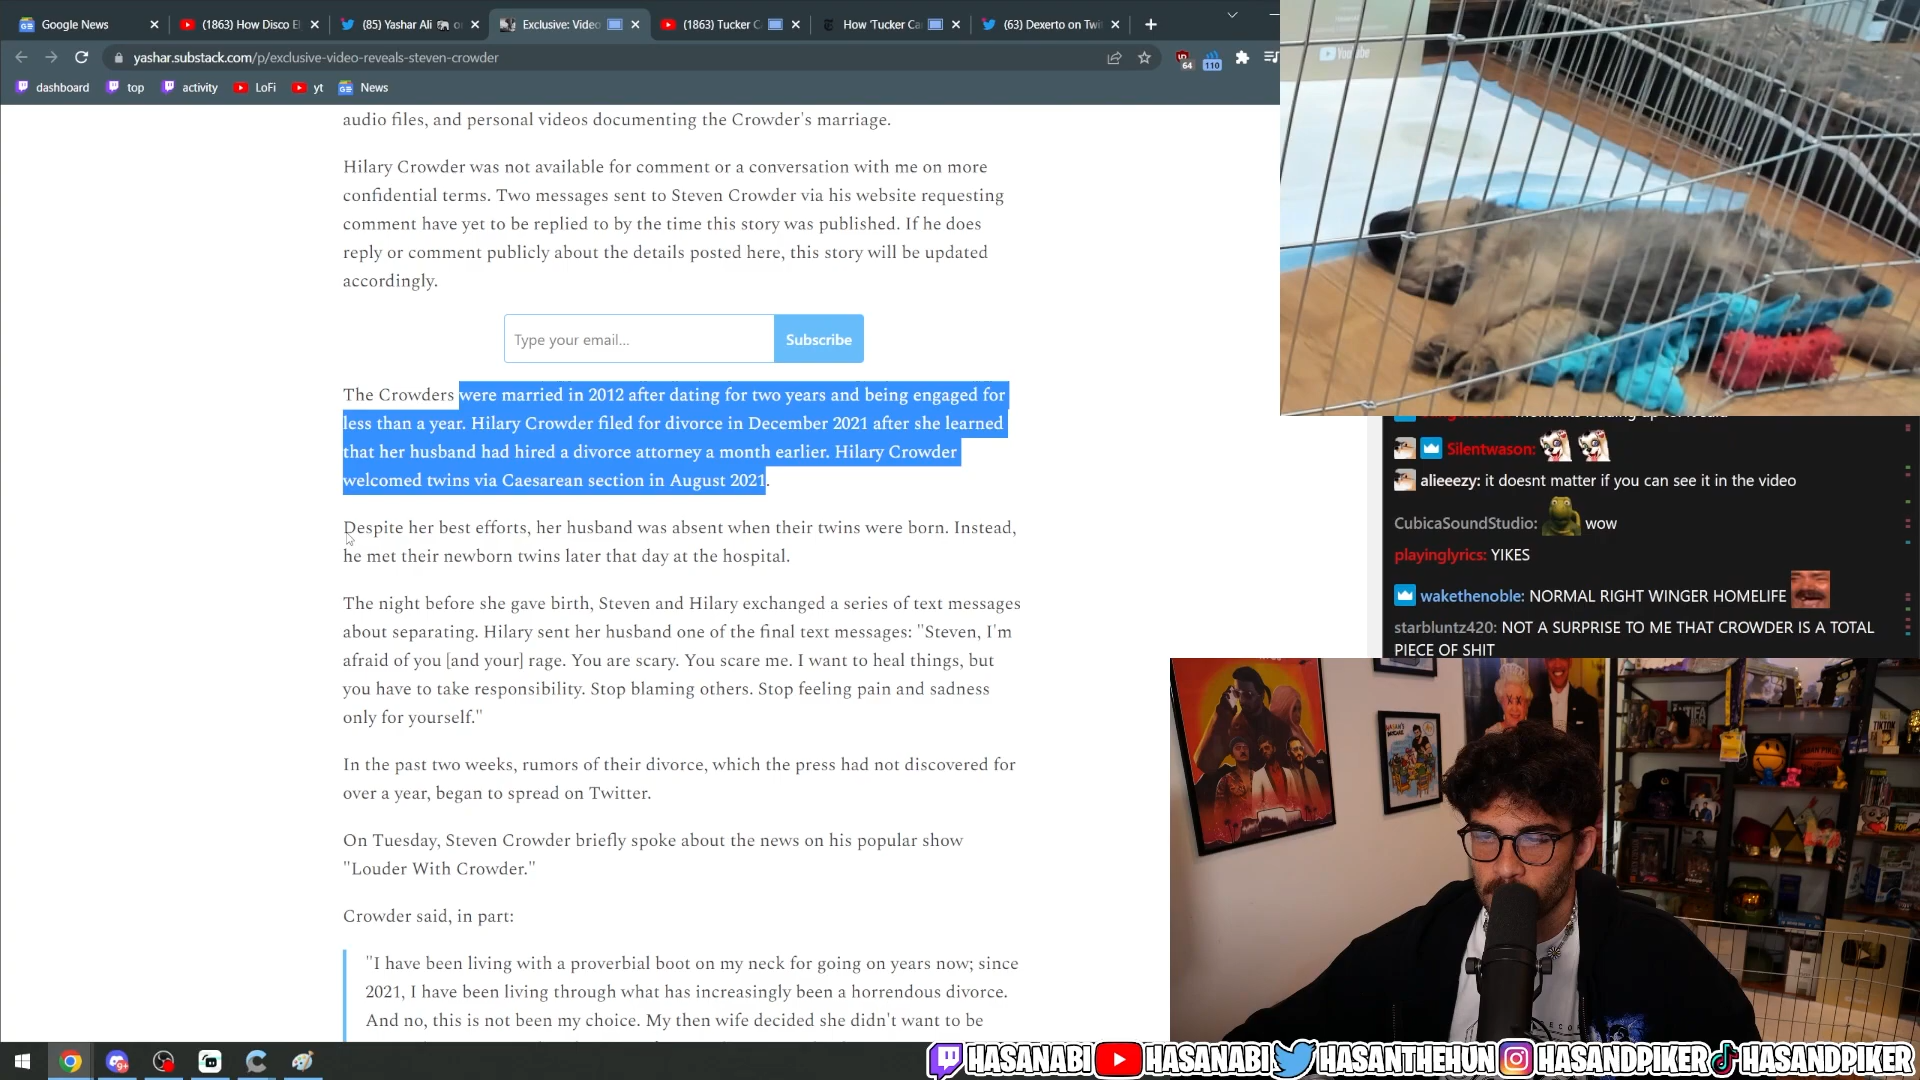 Google News
(1863) How Disco El
(85) Yashar Ali
Exclusive: Video
(1863) Tucker C
How 'Tucker Ca
(63) Dexerto on Twi
yashar.substack.com/p/exclusive-video-reveals-steven-crowder
64
110
dashboard
top
activity
LoFi
yt
News
YouTube
audio files, and personal videos documenting the Crowder's marriage.
Hilary Crowder was not available for comment or a conversation with me on more
confidential terms. Two messages sent to Steven Crowder via his website requesting
comment have yet to be replied to by the time this story was published. If he does
reply or comment publicly about the details posted here, this story will be updated
accordingly.
Type your email...
Subscribe
The Crowders were married in 2012 after dating for two years and being engaged for
less than a year. Hilary Crowder filed for divorce in December 2021 after she learned
that her husband had hired a divorce attorney a month earlier. Hilary Crowder
welcomed twins via Caesarean section in August 2021.
Despite her best efforts, her husband was absent when their twins were born. Instead,
he met their newborn twins later that day at the hospital.
The night before she gave birth, Steven and Hilary exchanged a series of text messages
about separating. Hilary sent her husband one of the final text messages: "Steven, I'm
afraid of you [and your] rage. You are scary. You scare me. I want to heal things, but
you have to take responsibility. Stop blaming others. Stop feeling pain and sadness
only for yourself."
In the past two weeks, rumors of their divorce, which the press had not discovered for
over a year, began to spread on Twitter.
On Tuesday, Steven Crowder briefly spoke about the news on his popular show
"Louder With Crowder."
Crowder said, in part:
"I have been living with a proverbial boot on my neck for going on years now; since
2021, I have been living through what has increasingly been a horrendous divorce.
And no, this is not been my choice. My then wife decided she didn't want to be
Silentwason:
alieeezy: it doesnt matter if you can see it in the video
CubicaSoundStudio: wow
playinglyrics: YIKES
wakethenoble: NORMAL RIGHT WINGER HOMELIFE
starbluntz420: NOT A SURPRISE TO ME THAT CROWDER IS A TOTAL
PIECE OF SHIT
HASANABI HASANABI HASANTHEHUN HASANDPIKER HASANDPIKER